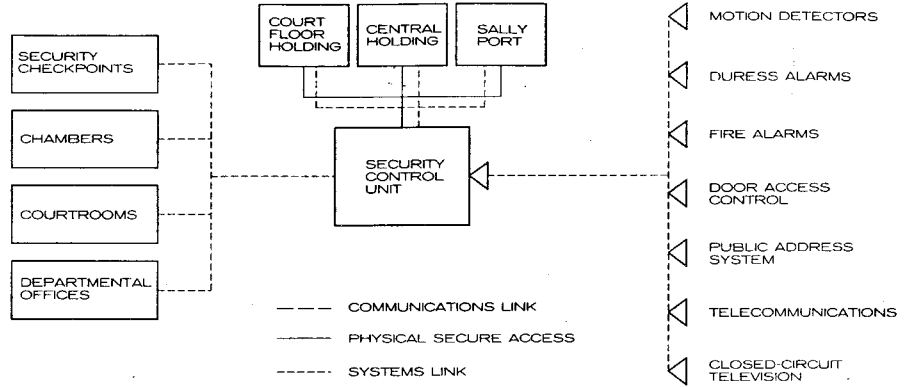 COURT
FLOOR
HOLDING
CENTRAL
HOLDING
SALLY
PORT
SECURITY
CHECKPOINTS
CHAMBERS
COURTROOMS
DEPARTMENTAL
OFFICES
SECURITY
CONTROL
UNIT
MOTION DETECTORS
DURESS ALARMS
FIRE ALARMS
DOOR ACCESS
CONTROL
PUBLIC ADDRESS
SYSTEM
TELECOMMUNICATIONS
CLOSED-CIRCUIT
TELEVISION
COMMUNICATIONS LINK
PHYSICAL SECURE ACCESS
SYSTEMS LINK